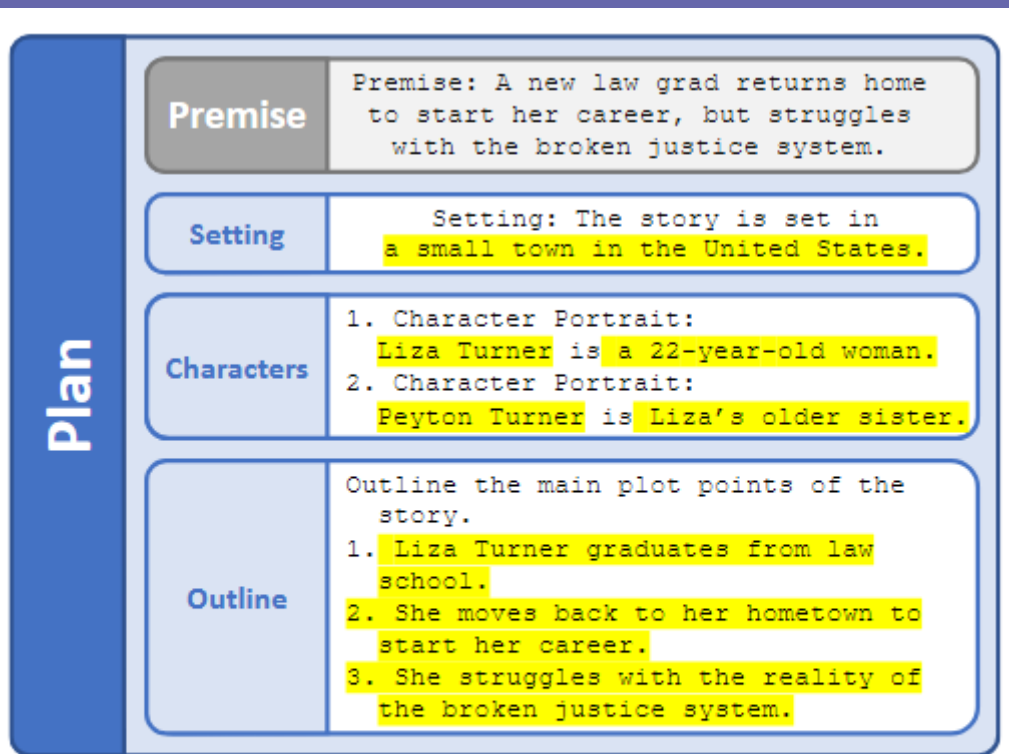 Plan
Premise
Premise: A new law grad returns home
to start her career, but struggles
with the broken justice system.
Setting
Setting: The story is set in
a small town in the United States.
Characters
1. Character Portrait:
Liza Turner is a 22-year-old woman.
2. Character Portrait:
Peyton Turner is Liza’s older sister.
Outline
Outline the main plot points of the
story.
1. Liza Turner graduates from law
school.
2. She moves back to her hometown to
start her career.
3. She struggles with the reality of
the broken justice system.